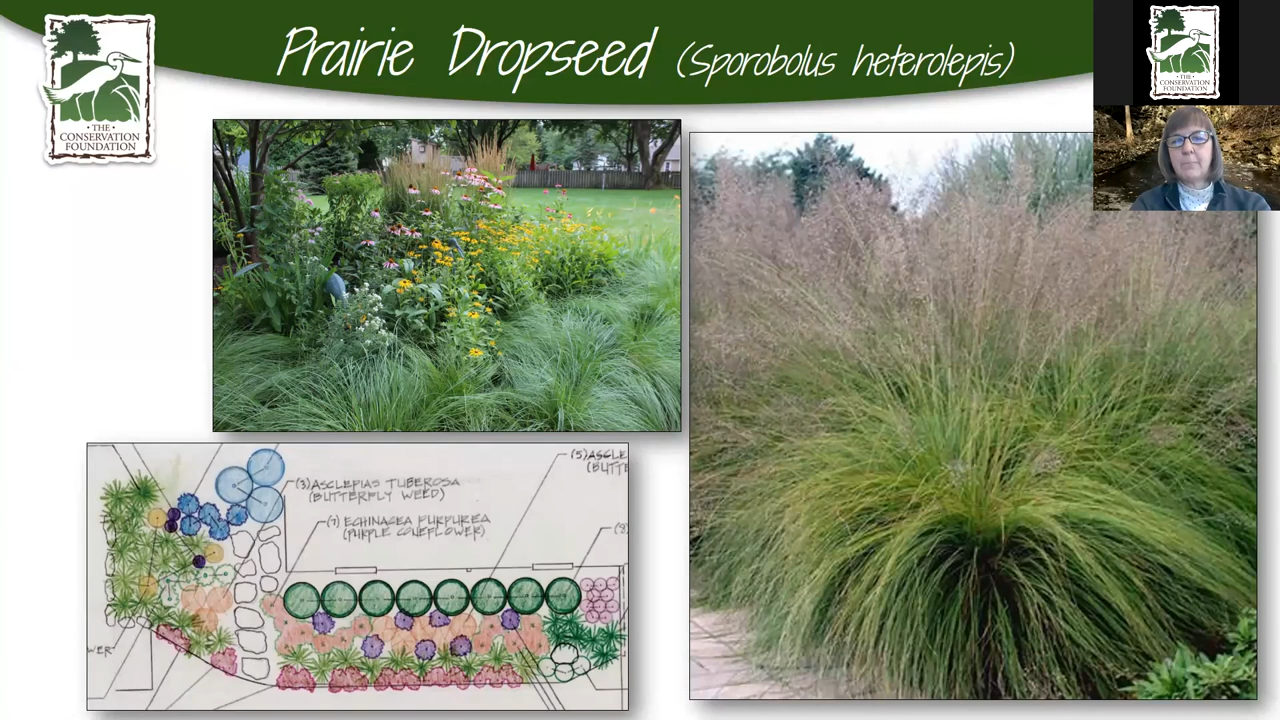 Prairie Dropseed (Sporobolus heterolepis)
• THE •
CONSERVATION
FOUNDATION
• THE •
CONSERVATION
FOUNDATION
(3) ASCLEPIAS TUBEROSA
(BUTTERFLY WEED)
(7) ECHINACEA PURPUREA
(PURPLE CONEFLOWER)
(5) ASCLE
(BUTTE
WER